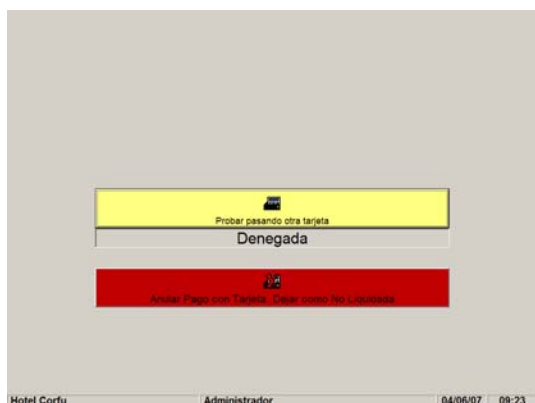 Probar pasando otra tarjeta
Denegada
Anular Pago con Tarjeta. Dejar como No Liquidada
Hotel Corfu Administrador 04/06/07 09:23